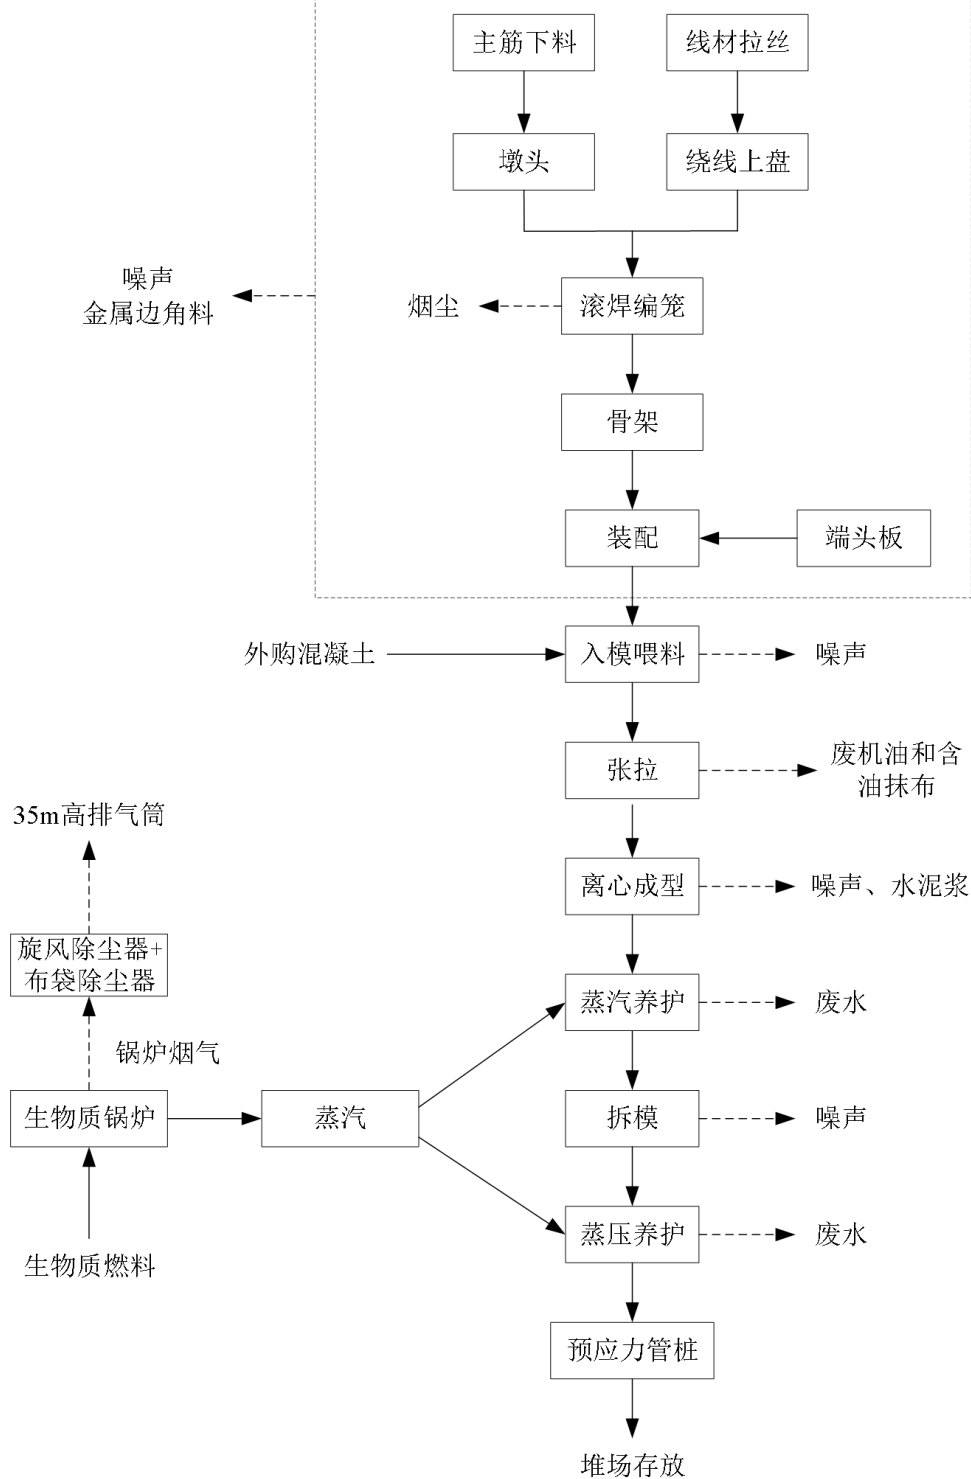 主筋下料
线材拉丝
墩头
绕线上盘
噪声
金属边角料
烟尘
滚焊编笼
骨架
装配
端头板
外购混凝土
入模喂料
噪声
张拉
废机油和含
油抹布
35m高排气筒
离心成型
噪声、水泥浆
旋风除尘器+
布袋除尘器
蒸汽养护
废水
锅炉烟气
生物质锅炉
蒸汽
拆模
噪声
蒸压养护
废水
生物质燃料
预应力管桩
堆场存放